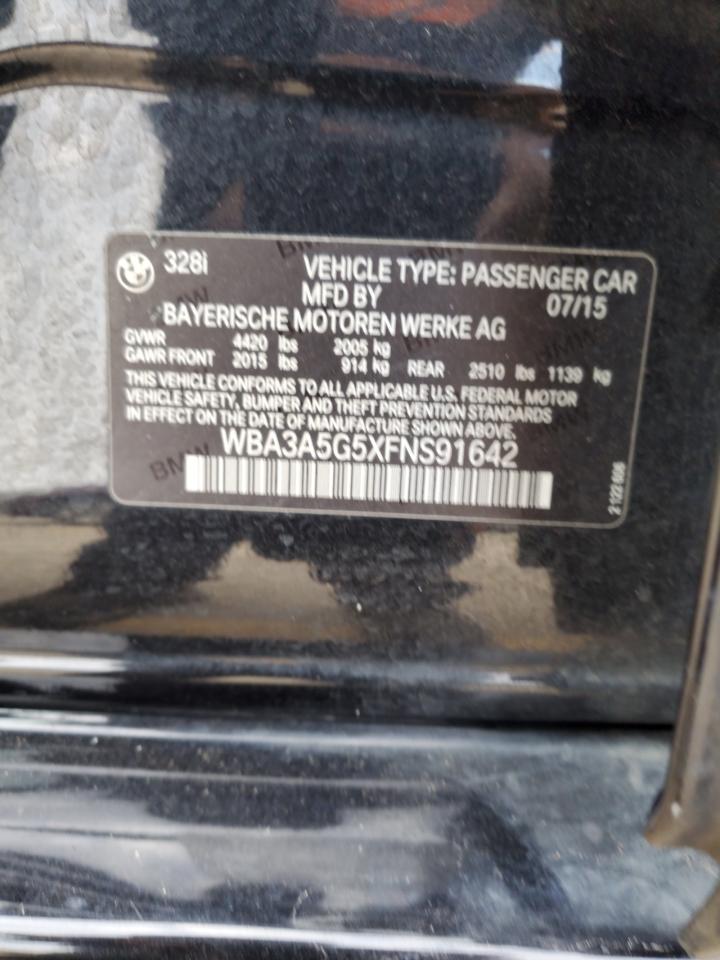 328i VEHICLE TYPE: PASSENGER CAR
MFD BY 07/15
BAYERISCHE MOTOREN WERKE AG
GVWR 4420 lbs 2005 kg
GAWR FRONT 2015 lbs 914 kg REAR 2510 lbs 1139 kg
THIS VEHICLE CONFORMS TO ALL APPLICABLE U.S. FEDERAL MOTOR
VEHICLE SAFETY, BUMPER AND THEFT PREVENTION STANDARDS
IN EFFECT ON THE DATE OF MANUFACTURE SHOWN ABOVE.
WBA3A5G5XFNS91642